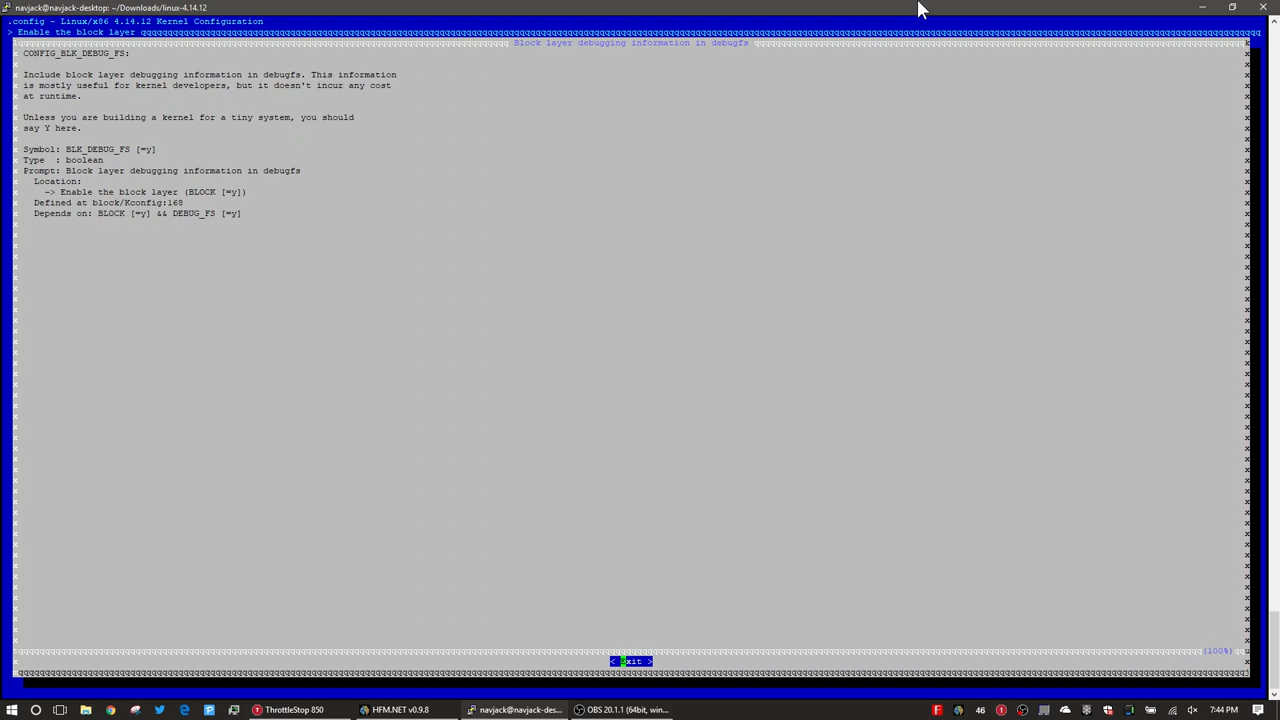 navjack@navjack-desktop: ~/Downloads/linux-4.14.12
.config - Linux/x86 4.14.12 Kernel Configuration
> Enable the block layer
Block layer debugging information in debugfs
CONFIG_BLK_DEBUG_FS:
Include block layer debugging information in debugfs. This information
is mostly useful for kernel developers, but it doesn't incur any cost
at runtime.
Unless you are building a kernel for a tiny system, you should
say Y here.
Symbol: BLK_DEBUG_FS [=y]
Type  : boolean
Prompt: Block layer debugging information in debugfs
Location:
-> Enable the block layer (BLOCK [=y])
Defined at block/Kconfig:168
Depends on: BLOCK [=y] && DEBUG_FS [=y]
(100%)
< Exit >
ThrottleStop 850
HFM.NET v0.9.8
navjack@navjack-des...
OBS 20.1.1 (64bit, win...
46
7:44 PM